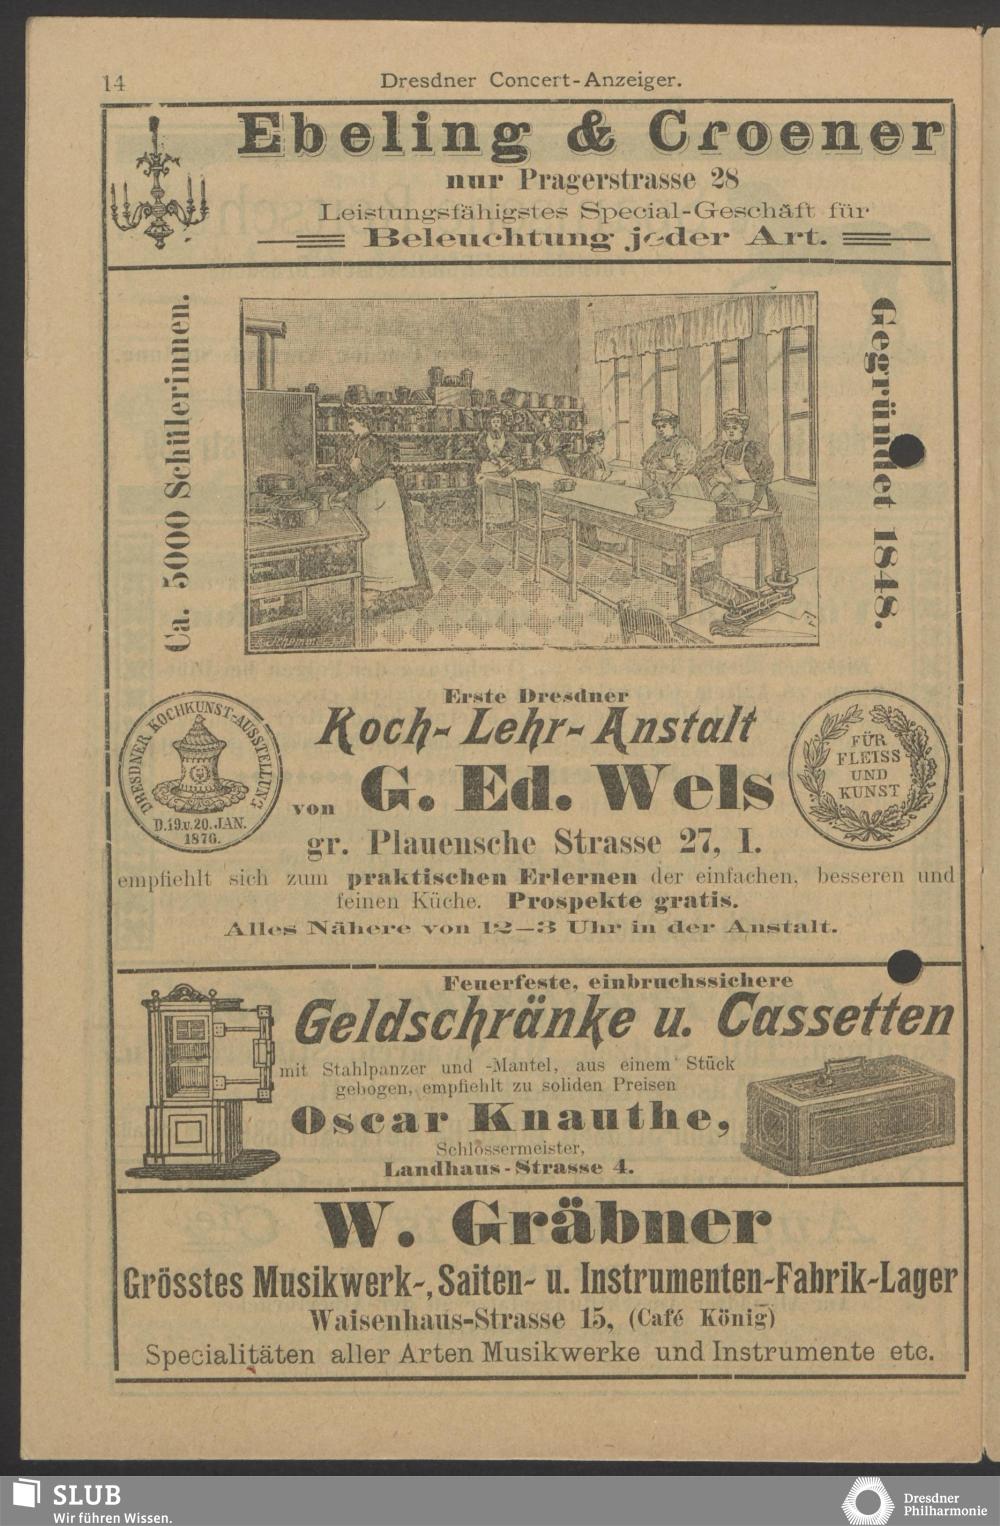 14
Dresdner Concert-Anzeiger.
Ebeling & Croener
nur Pragerstrasse 28
Leistungsfähigstes Special-Geschäft für
Beleuchtung jeder Art.
Ca. 5000 Schülerinnen.
Gegründet 1848.
Erste Dresdner
Koch-Lehr-Anstalt
von G. Ed. Wels
gr. Plauensche Strasse 27, I.
DRESDNER KOCHKUNST-AUSSTELLUNG
D.19.u.20.JAN.
1876.
FÜR
FLEISS
UND
KUNST
empfiehlt sich zum praktischen Erlernen der einfachen, besseren und
feinen Küche. Prospekte gratis.
Alles Nähere von 12—3 Uhr in der Anstalt.
Feuerfeste, einbruchssichere
Geldschränke u. Cassetten
mit Stahlpanzer und -Mantel, aus einem Stück
gebogen, empfiehlt zu soliden Preisen
Oscar Knauthe,
Schlossermeister,
Landhaus-Strasse 4.
W. Gräbner
Grösstes Musikwerk-, Saiten- u. Instrumenten-Fabrik-Lager
Waisenhaus-Strasse 15, (Café König)
Specialitäten aller Arten Musikwerke und Instrumente etc.
SLUB
Wir führen Wissen.
Dresdner
Philharmonie